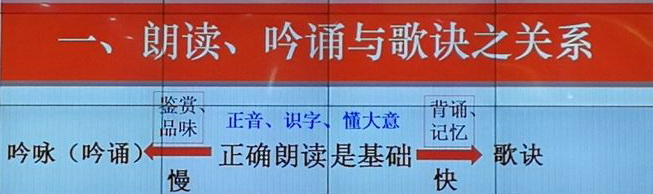 一、朗读、吟诵与歌诀之关系
鉴赏、
品味
正音、识字、懂大意
背诵、
记忆
吟咏（吟诵）
正确朗读是基础
歌诀
慢
快